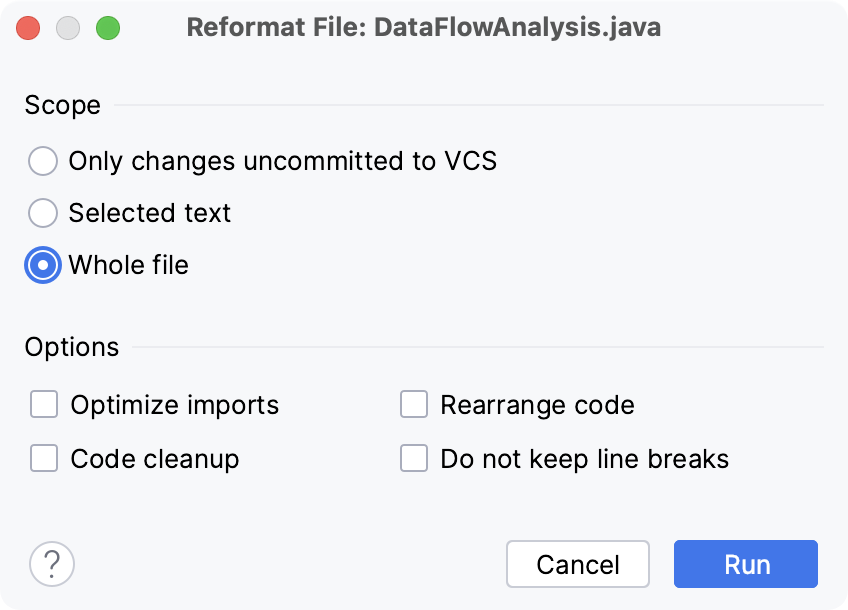 Reformat File: DataFlowAnalysis.java
Scope
Only changes uncommitted to VCS
Selected text
Whole file
Options
Optimize imports
Rearrange code
Code cleanup
Do not keep line breaks
?
Cancel
Run